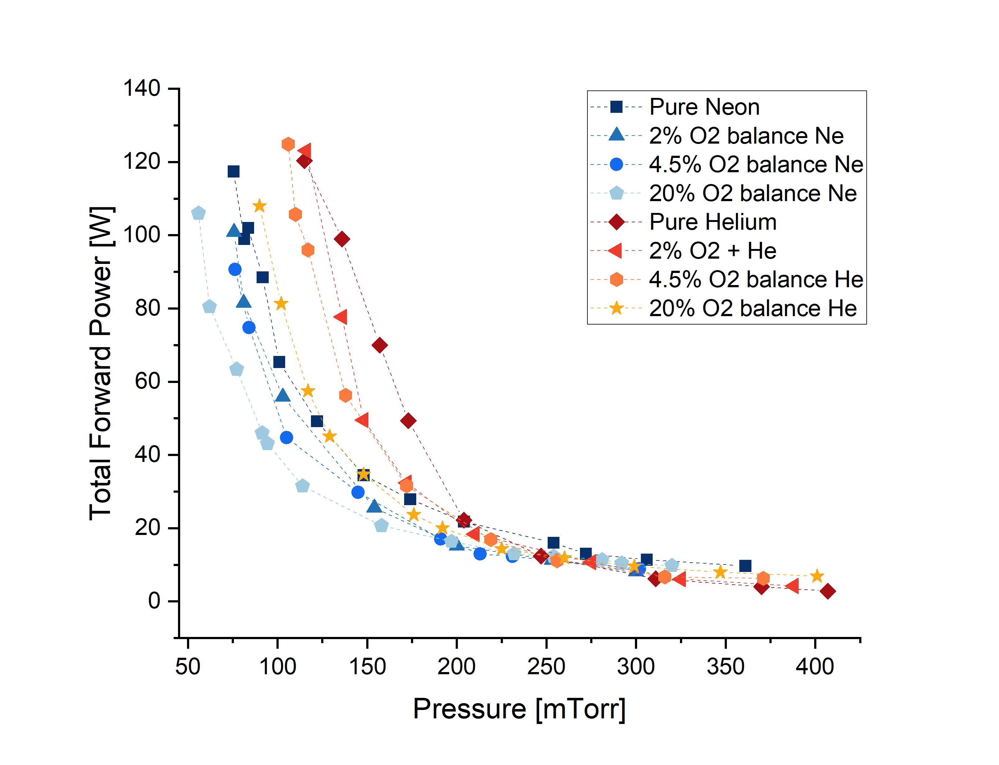 140
120
100
80
60
40
20
0
50 100 150 200 250 300 350 400
Total Forward Power [W]
Pressure [mTorr]
Pure Neon
2% O2 balance Ne
4.5% O2 balance Ne
20% O2 balance Ne
Pure Helium
2% O2 + He
4.5% O2 balance He
20% O2 balance He